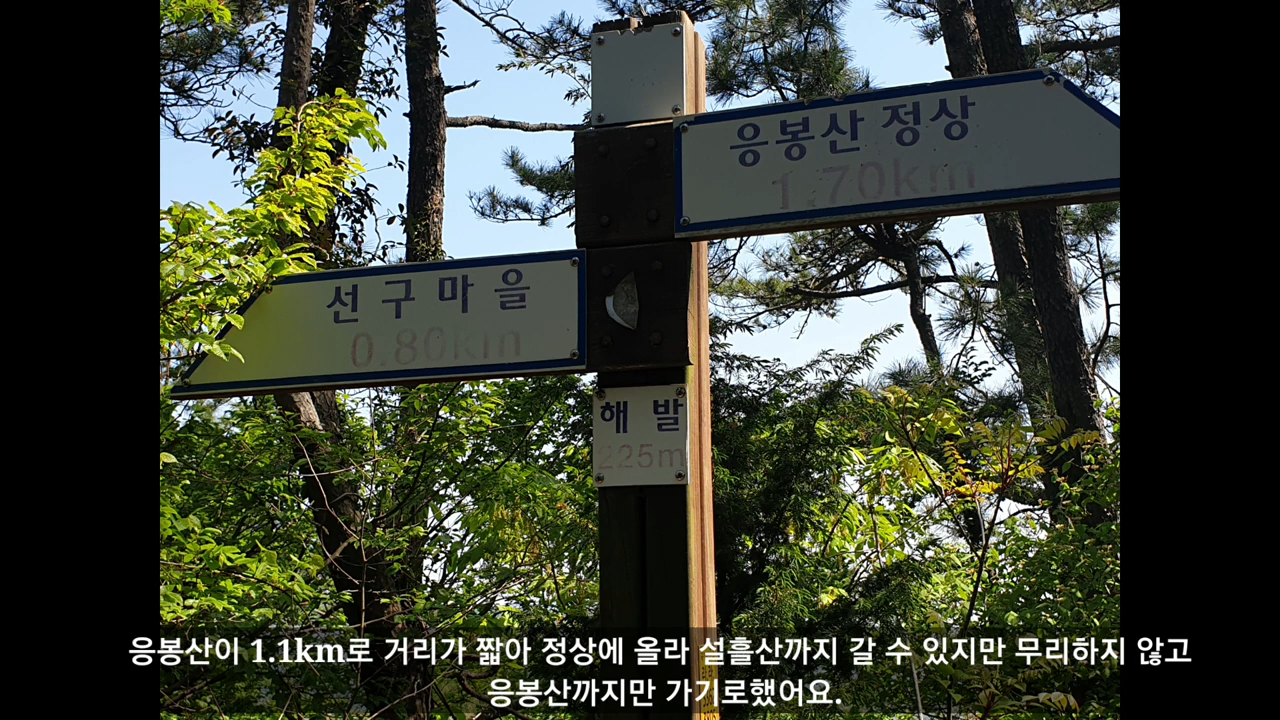 응봉산 정상
1.70km
선구마을
0.80km
해발
225m
응봉산이 1.1km로 거리가 짧아 정상에 올라 설흘산까지 갈 수 있지만 무리하지 않고
응봉산까지만 가기로했어요.